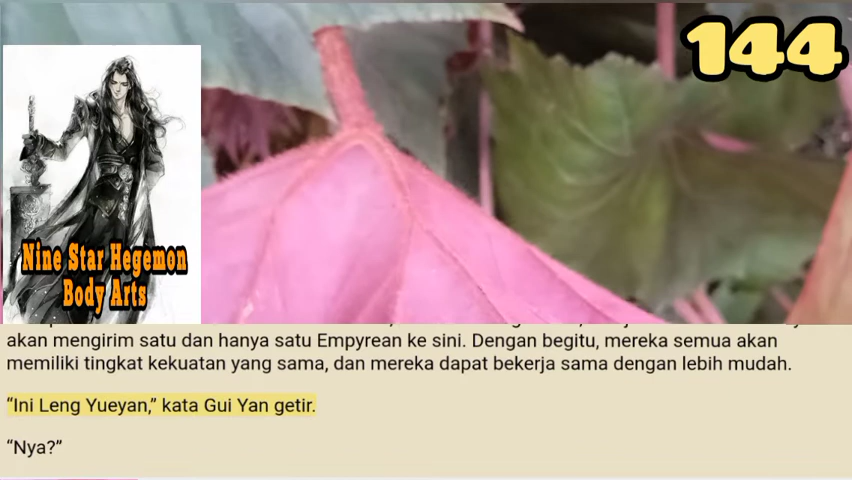 144
Nine Star Hegemon
Body Arts
akan mengirim satu dan hanya satu Empyrean ke sini. Dengan begitu, mereka semua akan
memiliki tingkat kekuatan yang sama, dan mereka dapat bekerja sama dengan lebih mudah.
“Ini Leng Yueyan,” kata Gui Yan getir.
“Nya?”